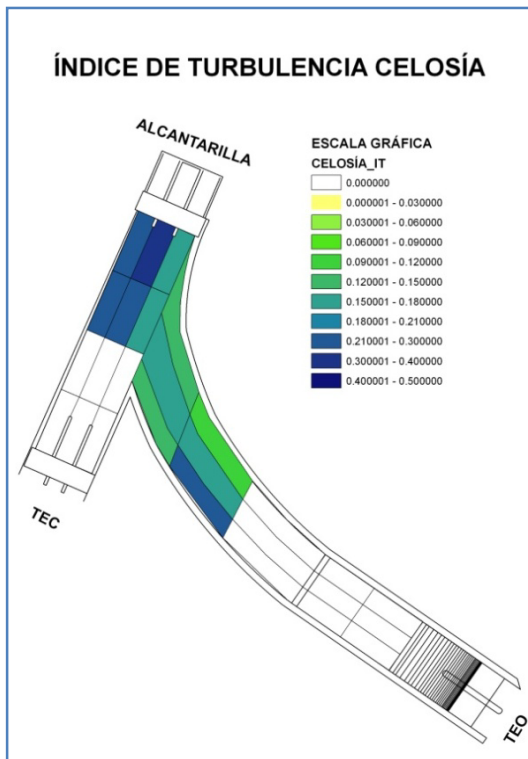 ÍNDICE DE TURBULENCIA CELOSÍA
ALCANTARILLA
ESCALA GRÁFICA
CELOSÍA_IT
0.000000
0.000001 - 0.030000
0.030001 - 0.060000
0.060001 - 0.090000
0.090001 - 0.120000
0.120001 - 0.150000
0.150001 - 0.180000
0.180001 - 0.210000
0.210001 - 0.300000
0.300001 - 0.400000
0.400001 - 0.500000
TEC
TEO